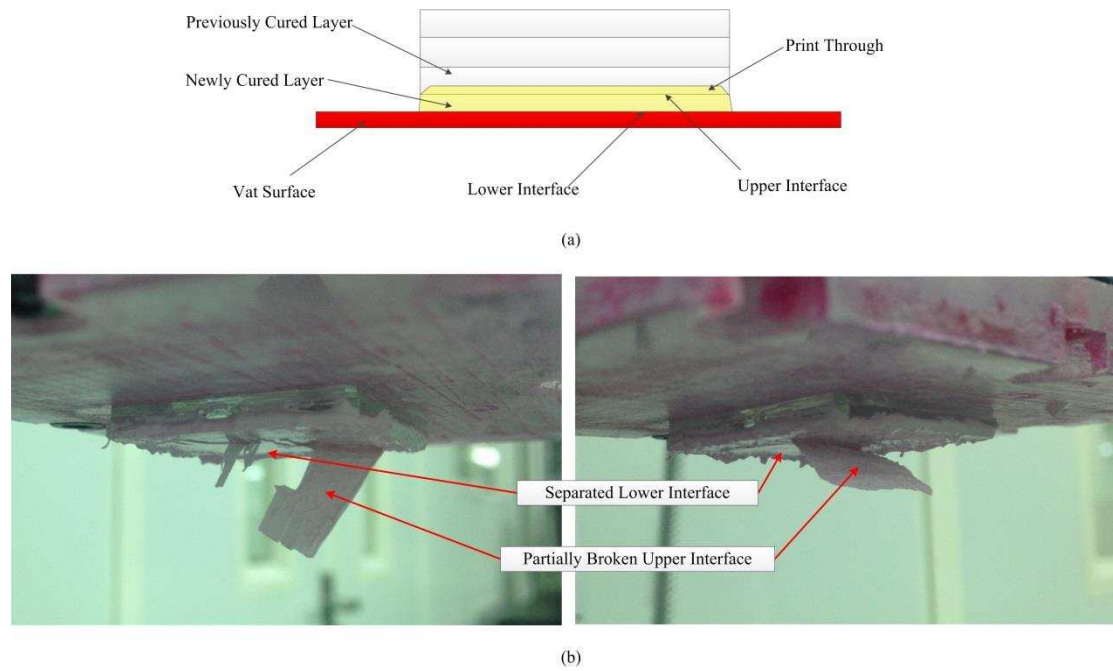 Previously Cured Layer
Print Through
Newly Cured Layer
Vat Surface
Lower Interface
Upper Interface
(a)
Separated Lower Interface
Partially Broken Upper Interface
(b)